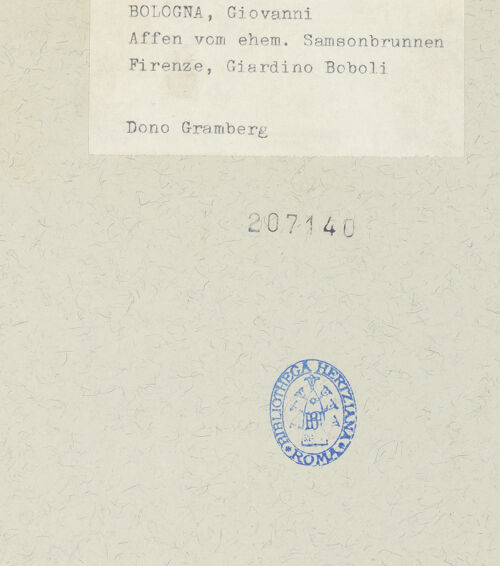 BOLOGNA, Giovanni
Affen vom ehem. Samsonbrunnen
Firenze, Giardino Boboli
Dono Gramberg
207140
BIBLIOTHECA HERTZIANA
ROMA